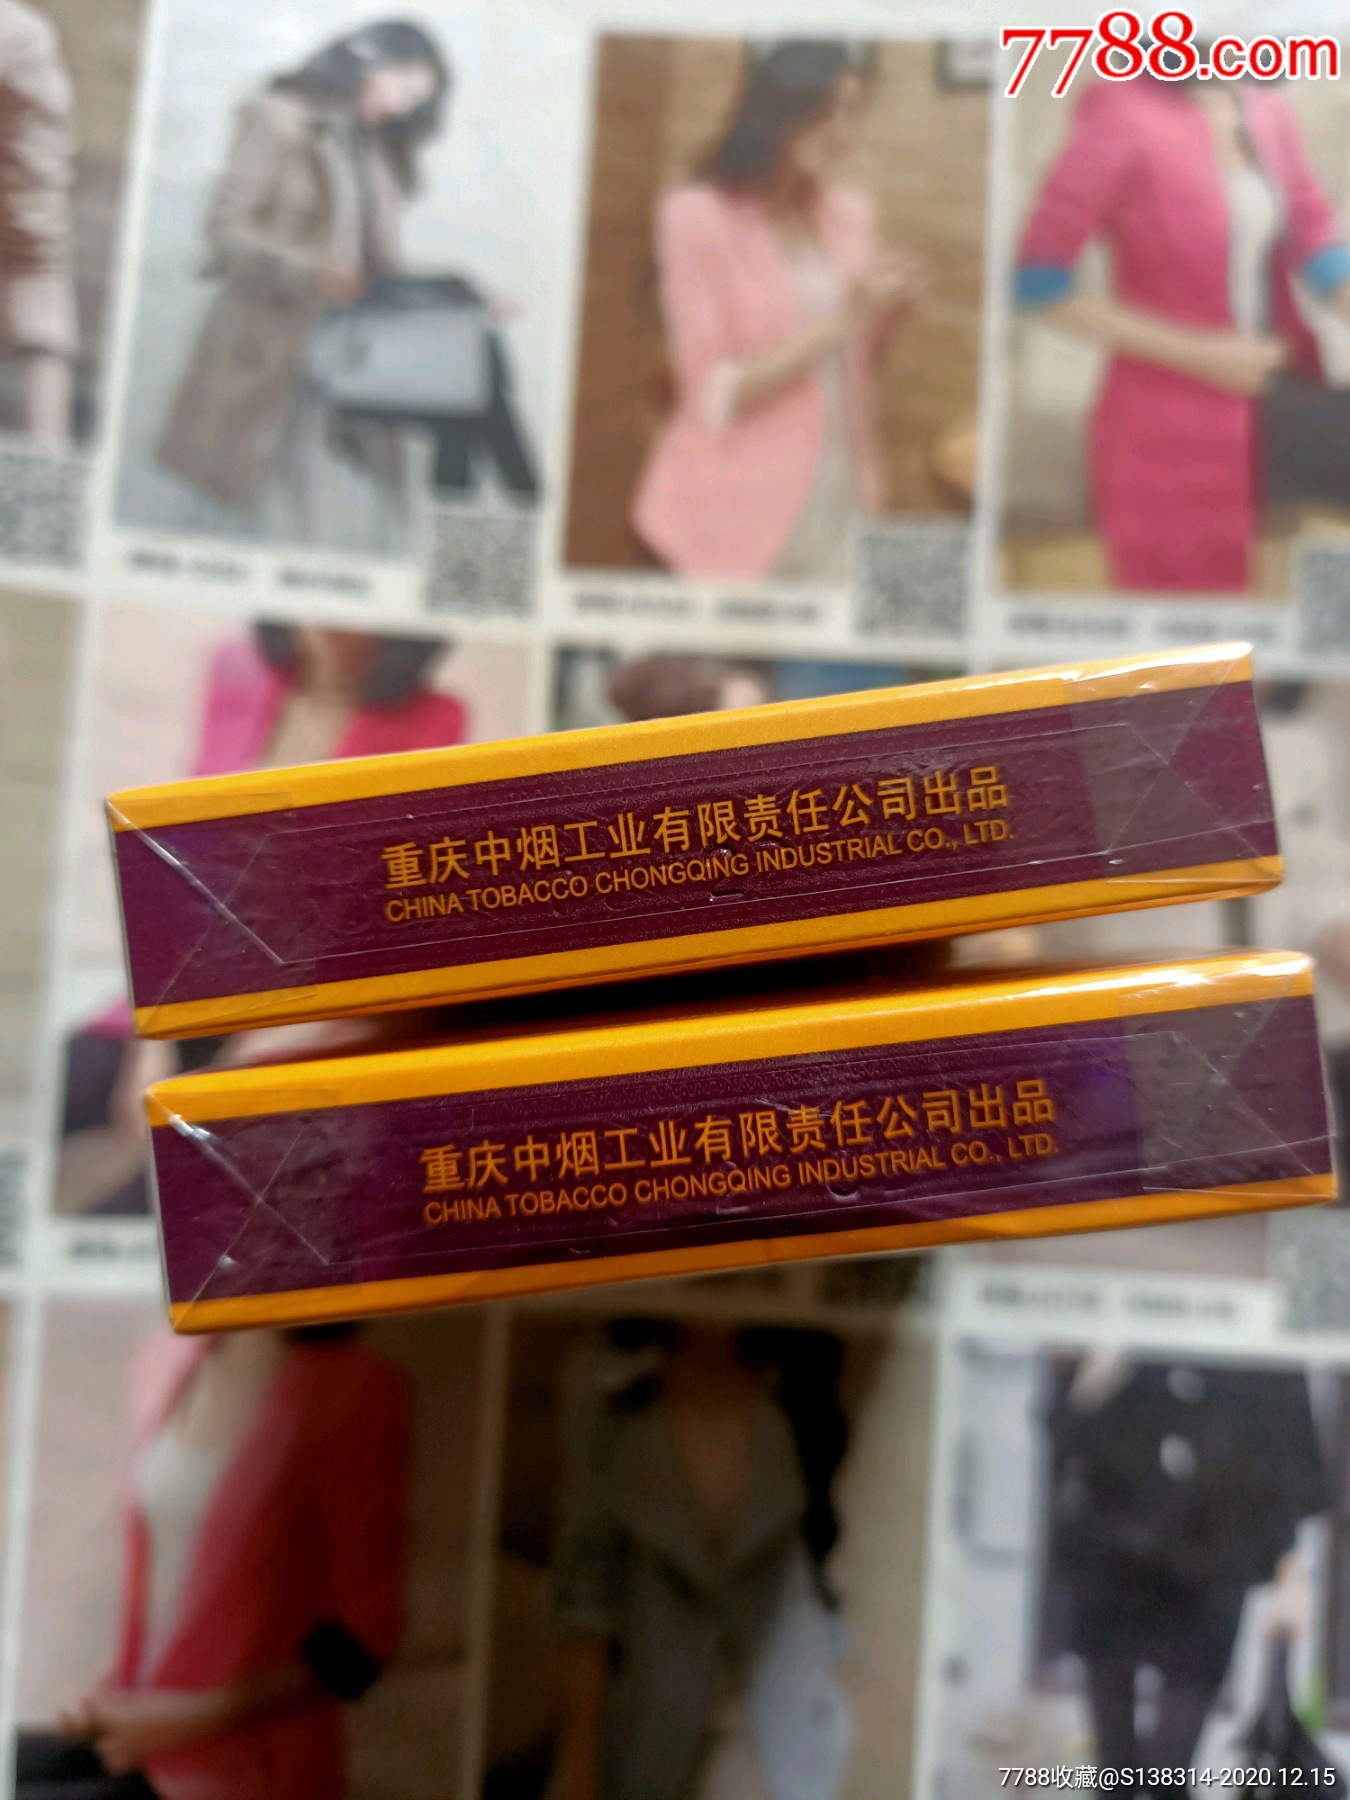 7788.com
重庆中烟工业有限责任公司出品
CHINA TOBACCO CHONGQING INDUSTRIAL CO., LTD.
重庆中烟工业有限责任公司出品
CHINA TOBACCO CHONGQING INDUSTRIAL CO., LTD.
7788收藏@S138314-2020.12.15